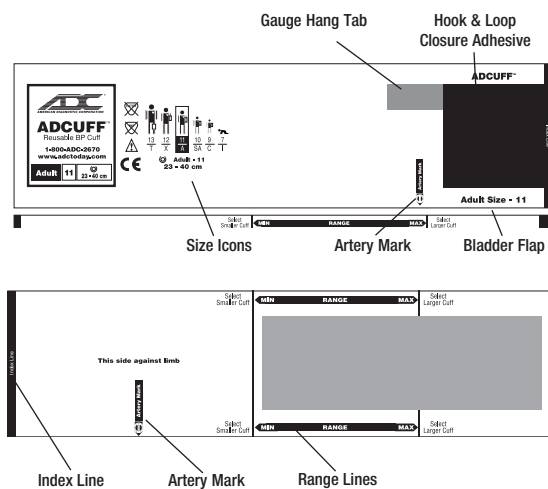 Gauge Hang Tab
Hook & Loop
Closure Adhesive
ADCUFF™
ADC
AMERICAN DIAGNOSTIC CORPORATION
ADCUFF™
Reusable BP Cuff
1-800-ADC-2670
www.adctoday.com
Adult 11 23 - 40 cm
13 12 11 10 9 7
T X A SA C I
Adult - 11
23 - 40 cm
CE
Artery Mark
Adult Size - 11
Select
Smaller Cuff
MIN RANGE MAX
Select
Larger Cuff
Size Icons
Artery Mark
Bladder Flap
Select
Smaller Cuff
MIN RANGE MAX
Select
Larger Cuff
Index Line
This side against limb
Artery Mark
Select
Smaller Cuff
MIN RANGE MAX
Select
Larger Cuff
Index Line
Artery Mark
Range Lines